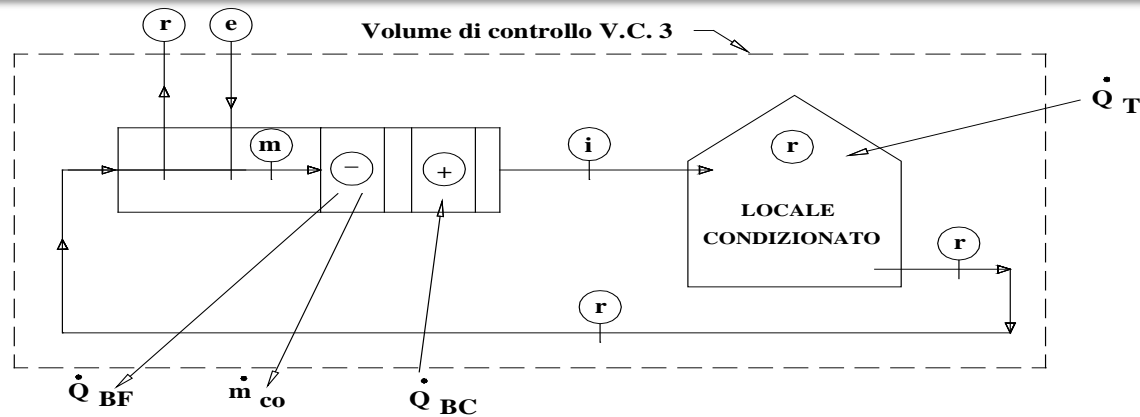 r e
Volume di controllo V.C. 3
Q̇ T
m − + i r
LOCALE
CONDIZIONATO
r
r
Q̇ BF ṁ co Q̇ BC